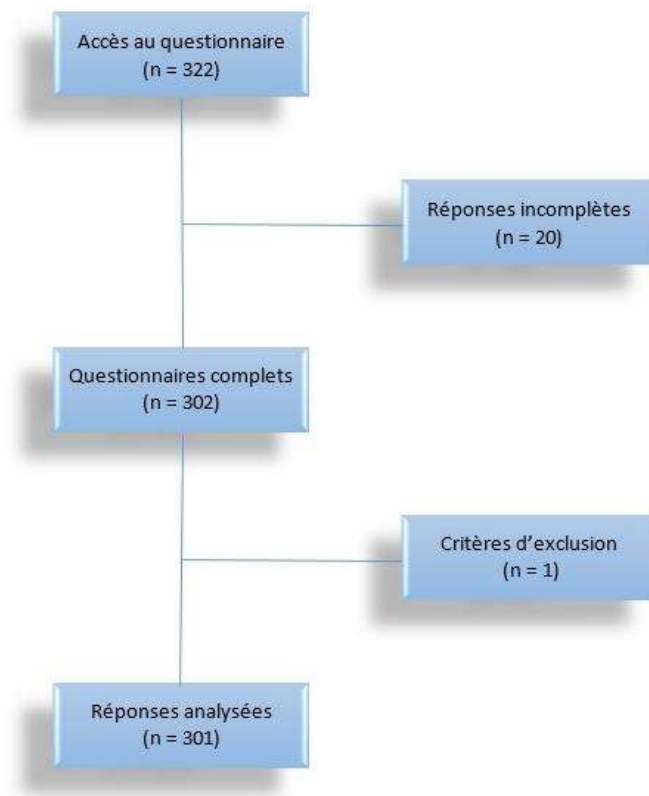 Accès au questionnaire
(n = 322)
Réponses incomplètes
(n = 20)
Questionnaires complets
(n = 302)
Critères d’exclusion
(n = 1)
Réponses analysées
(n = 301)